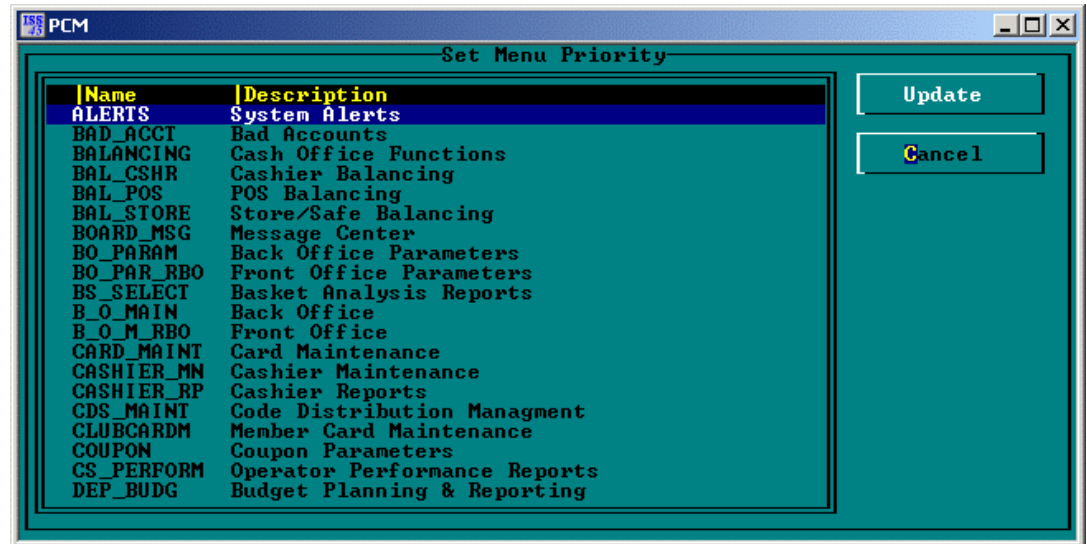 ISS 45 PCM
Set Menu Priority
|Name |Description
ALERTS System Alerts
BAD_ACCT Bad Accounts
BALANCING Cash Office Functions
BAL_CSHR Cashier Balancing
BAL_POS POS Balancing
BAL_STORE Store/Safe Balancing
BOARD_MSG Message Center
BO_PARAM Back Office Parameters
BO_PAR_RBO Front Office Parameters
BS_SELECT Basket Analysis Reports
B_O_MAIN Back Office
B_O_M_RBO Front Office
CARD_MAINT Card Maintenance
CASHIER_MN Cashier Maintenance
CASHIER_RP Cashier Reports
CDS_MAINT Code Distribution Managment
CLUBCARDM Member Card Maintenance
COUPON Coupon Parameters
CS_PERFORM Operator Performance Reports
DEP_BUDG Budget Planning & Reporting
Update
Cancel